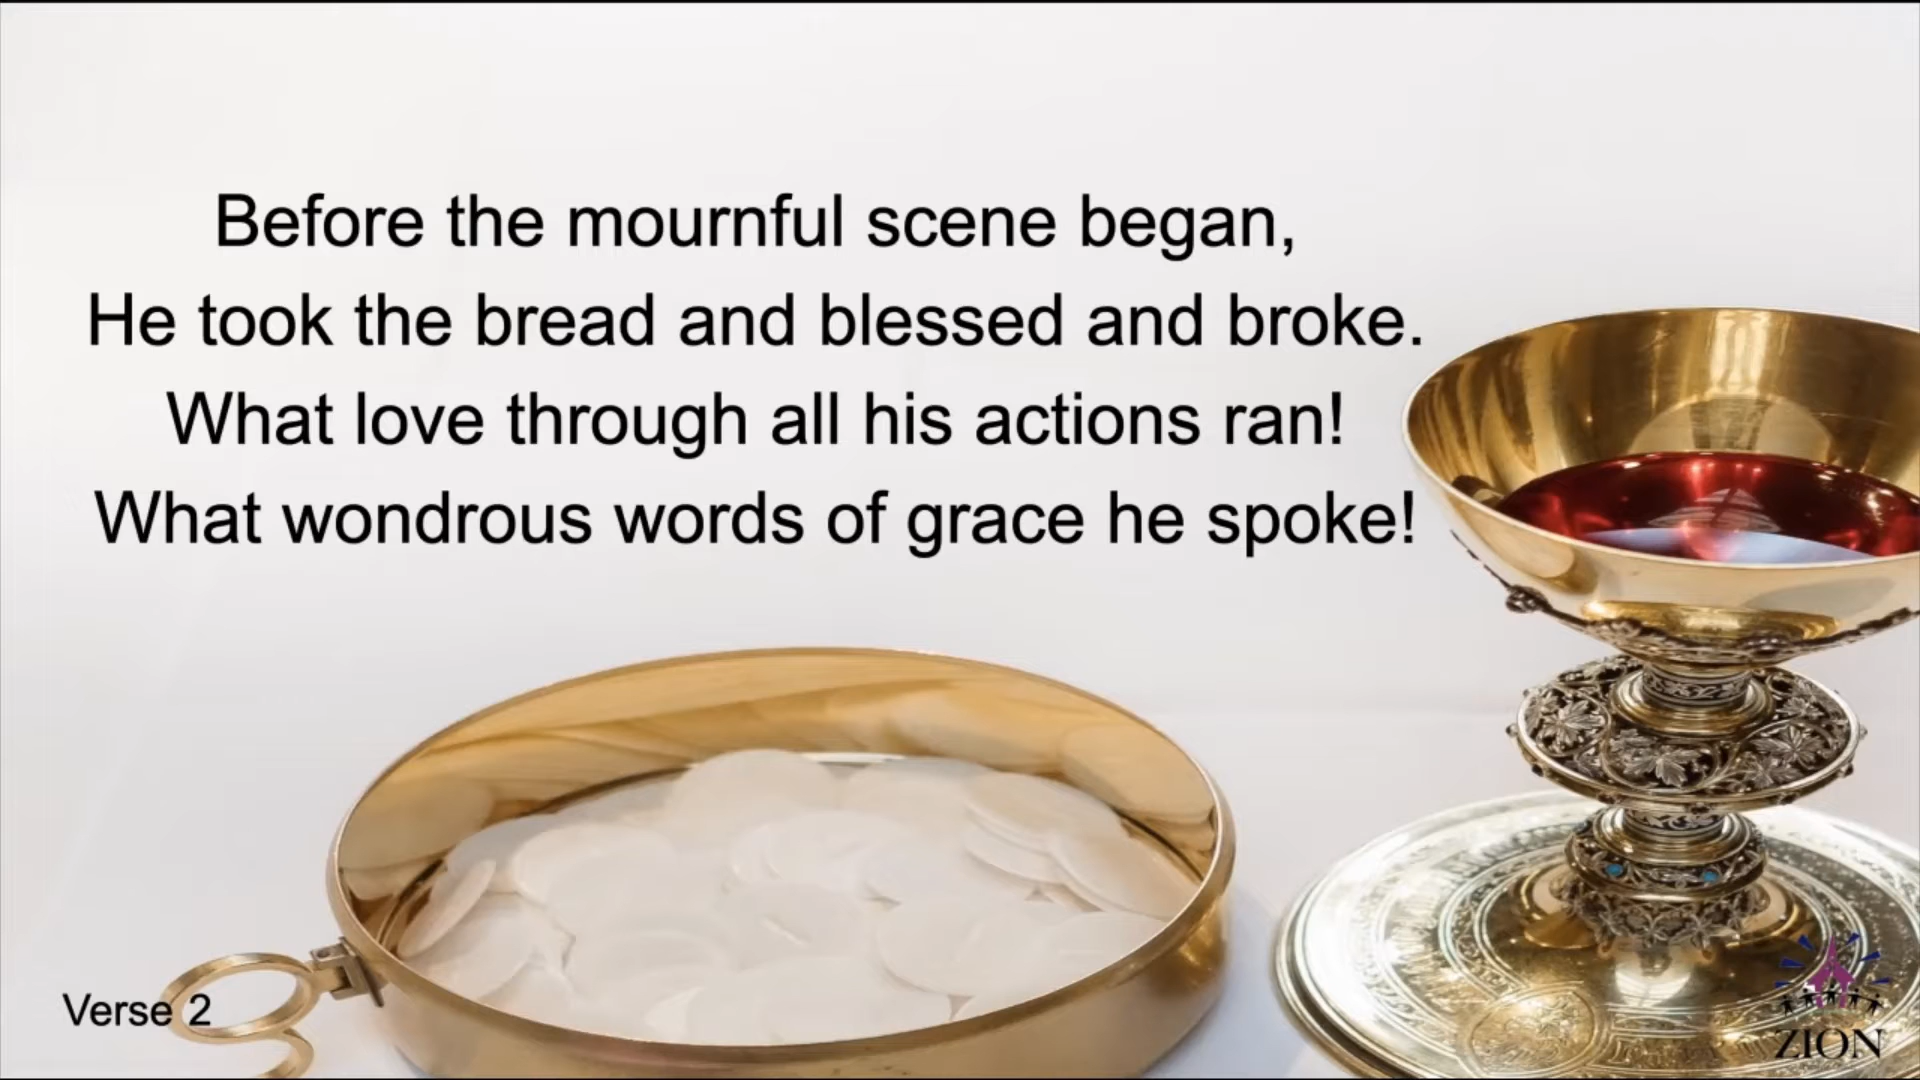 Before the mournful scene began,
He took the bread and blessed and broke.
What love through all his actions ran!
What wondrous words of grace he spoke!
Verse 2
ZION